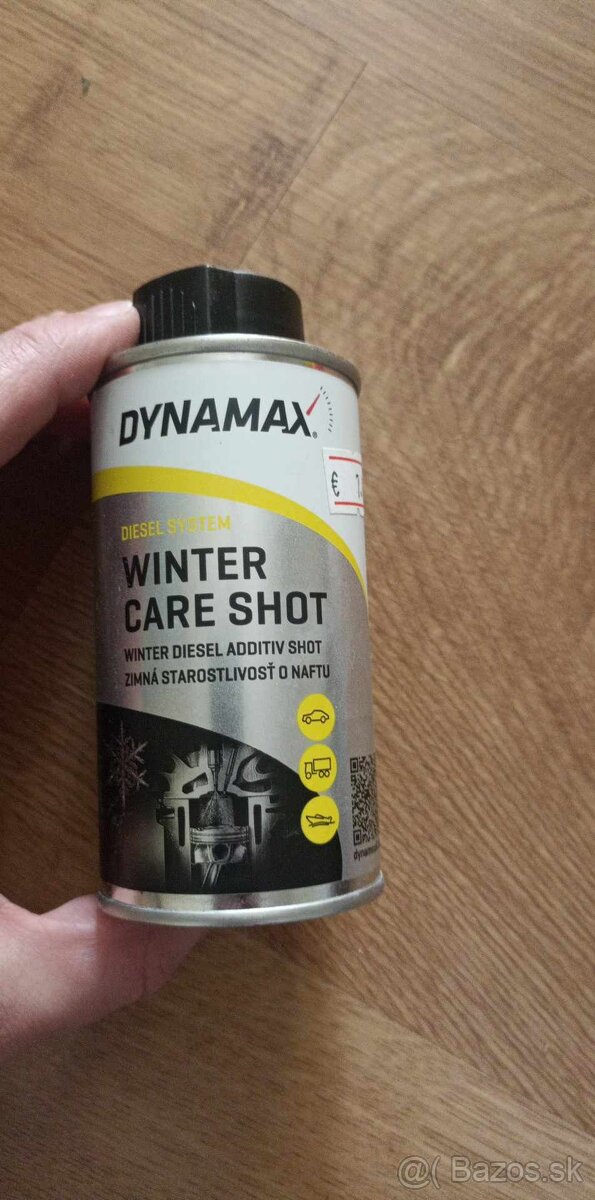 DYNAMAX®
€
DIESEL SYSTEM
WINTER
CARE SHOT
WINTER DIESEL ADDITIV SHOT
ZIMNÁ STAROSTLIVOSŤ O NAFTU
@( Bazos.sk